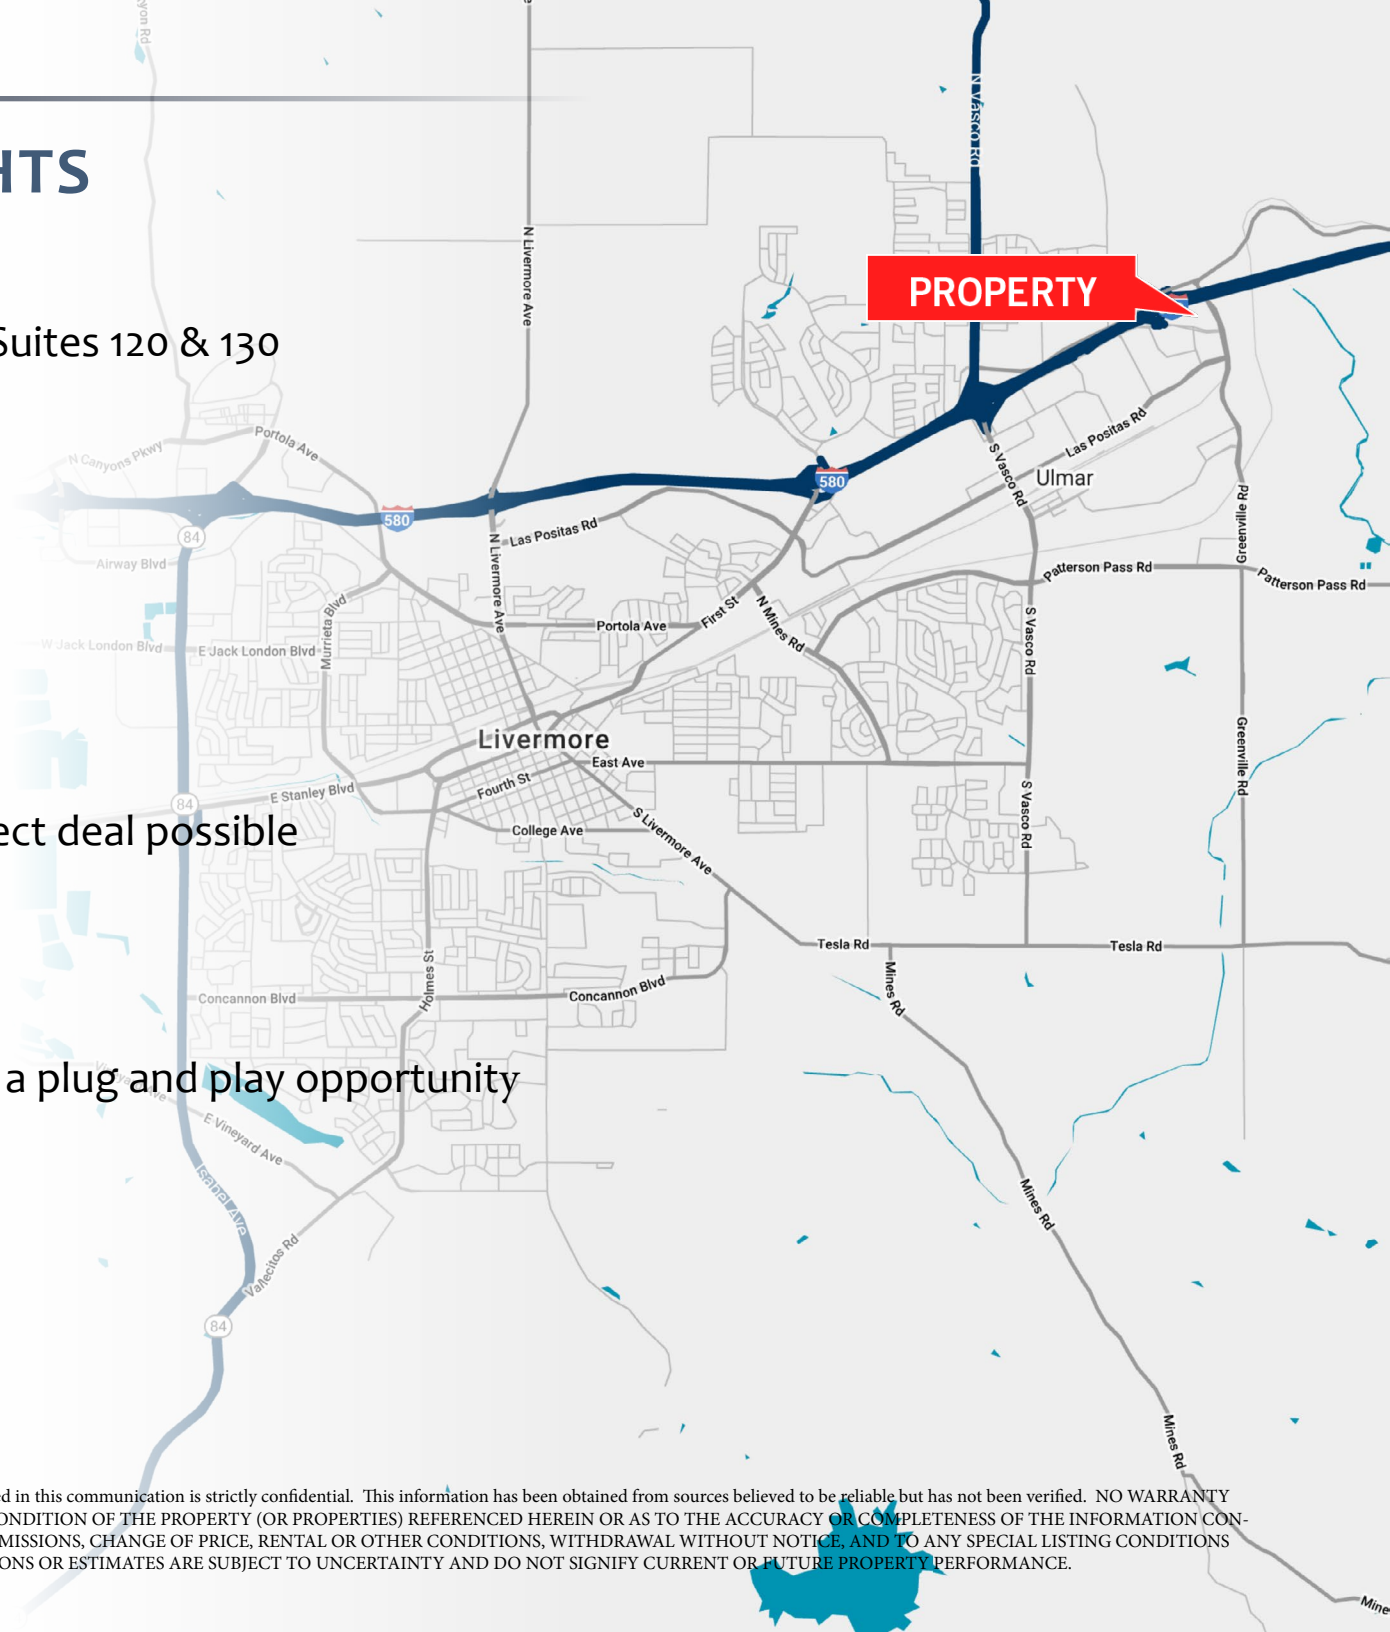 yon Rd
N Vasco Rd
HTS
N Livermore Ave
PROPERTY
Suites 120 & 130
Las Positas Rd
Portola Ave
N Canyons Pkwy
S Vasco Rd
Ulmar
580
580
84
Las Positas Rd
Greenville Rd
Airway Blvd
N Livermore Ave
Patterson Pass Rd
Patterson Pass Rd
Murrieta Blvd
First St
N Mines Rd
Portola Ave
S Vasco Rd
W Jack London Blvd
E Jack London Blvd
Livermore
East Ave
Greenville Rd
Fourth St
E Stanley Blvd
84
S Vasco Rd
College Ave
S Livermore Ave
ect deal possible
Tesla Rd
Tesla Rd
Holmes St
Mines Rd
Concannon Blvd
Concannon Blvd
a plug and play opportunity
E Vineyard Ave
Isabel Ave
Mines Rd
Vallecitos Rd
84
Mines Rd
ed in this communication is strictly confidential. This information has been obtained from sources believed to be reliable but has not been verified. NO WARRANTY
ONDITION OF THE PROPERTY (OR PROPERTIES) REFERENCED HEREIN OR AS TO THE ACCURACY OR COMPLETENESS OF THE INFORMATION CON-
MISSIONS, CHANGE OF PRICE, RENTAL OR OTHER CONDITIONS, WITHDRAWAL WITHOUT NOTICE, AND TO ANY SPECIAL LISTING CONDITIONS
ONS OR ESTIMATES ARE SUBJECT TO UNCERTAINTY AND DO NOT SIGNIFY CURRENT OR FUTURE PROPERTY PERFORMANCE.
Mine